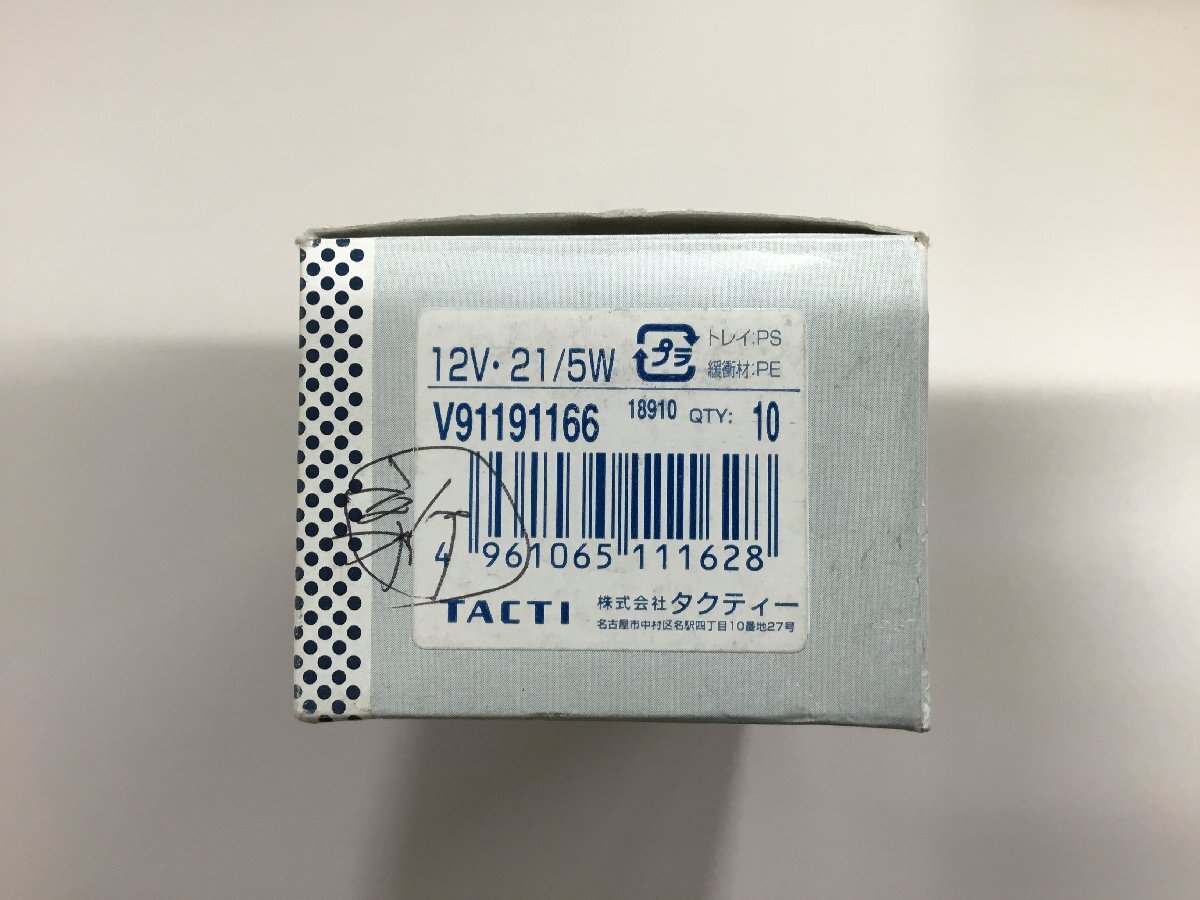 12V・21/5W
プラ
トレイ:PS
緩衝材:PE
V91191166 18910 QTY: 10
4 961065 111628
TACTI 株式会社タクティー
名古屋市中村区名駅四丁目10番地27号